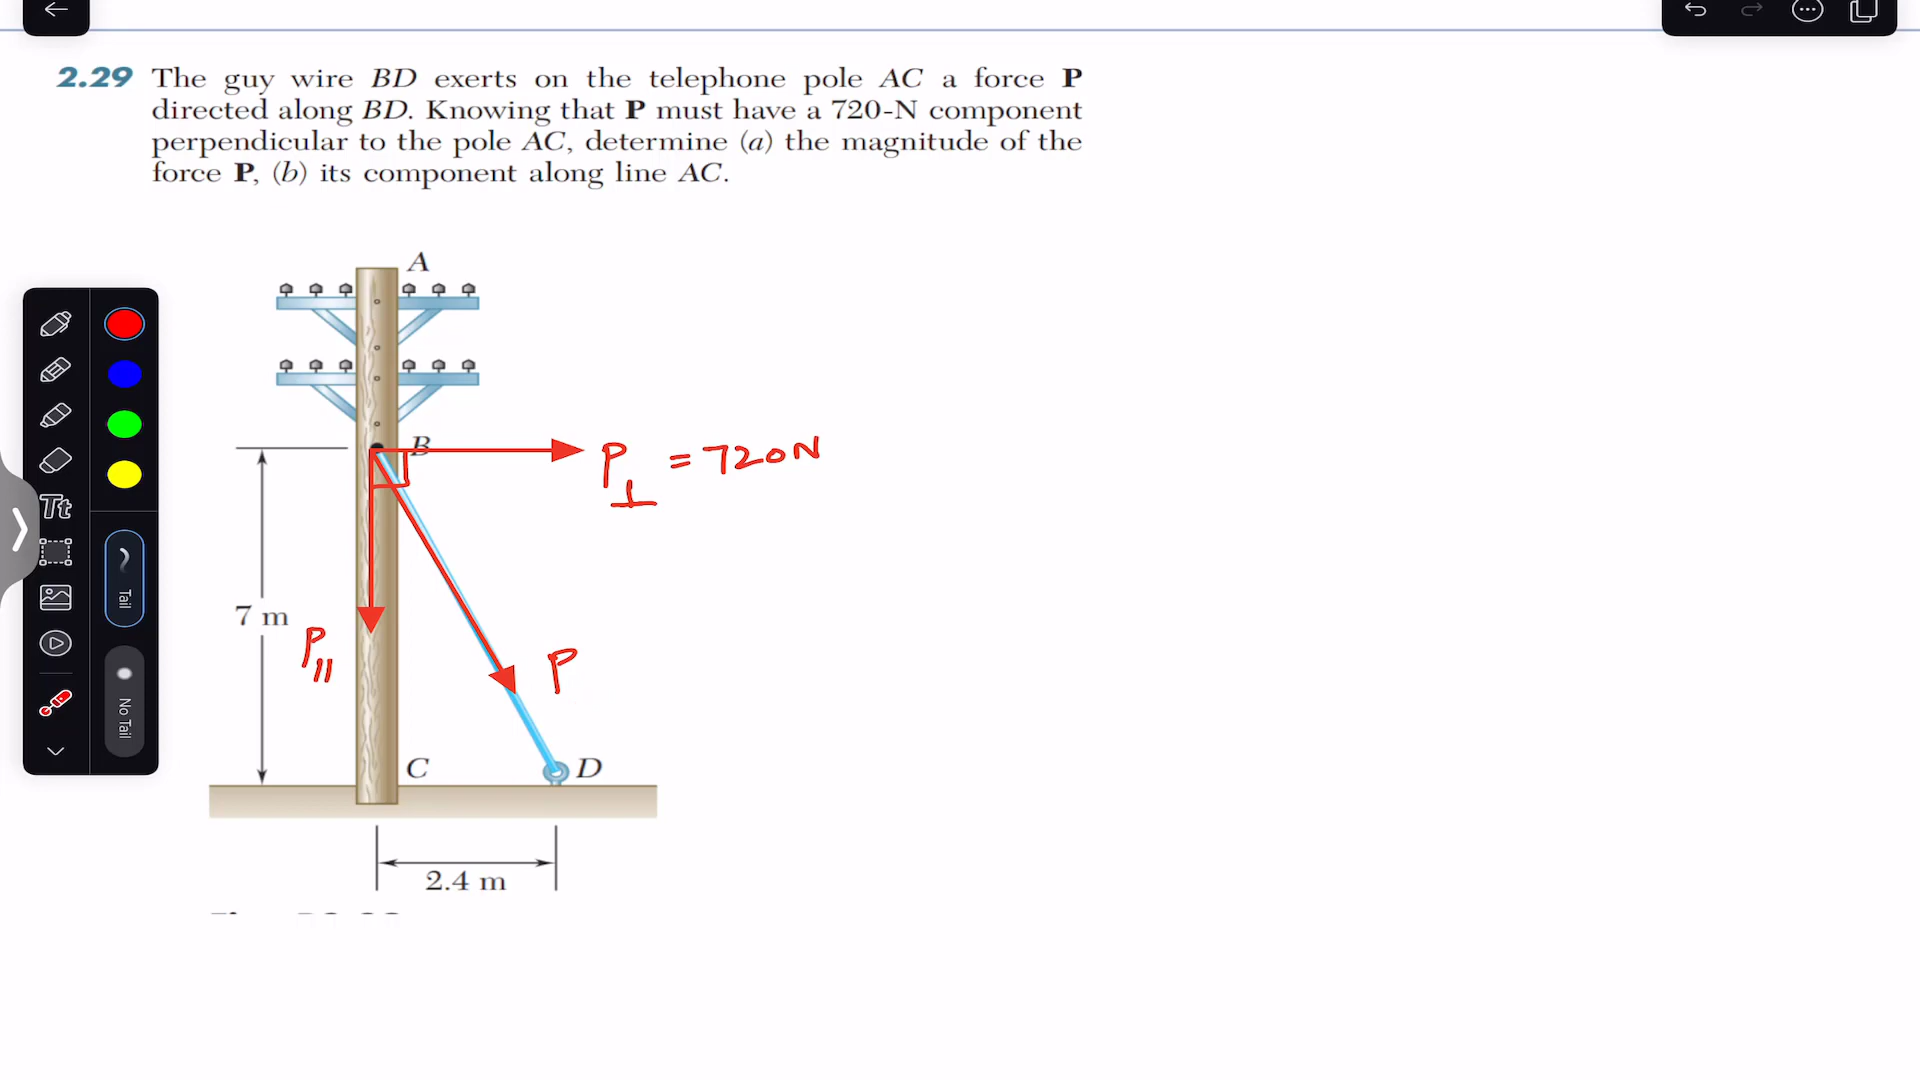 2.29 The guy wire BD exerts on the telephone pole AC a force P
directed along BD. Knowing that P must have a 720-N component
perpendicular to the pole AC, determine (a) the magnitude of the
force P, (b) its component along line AC.
A
B
P⊥ = 720N
7 m
P||
P
C
D
2.4 m
Tt
Tail
No Tail